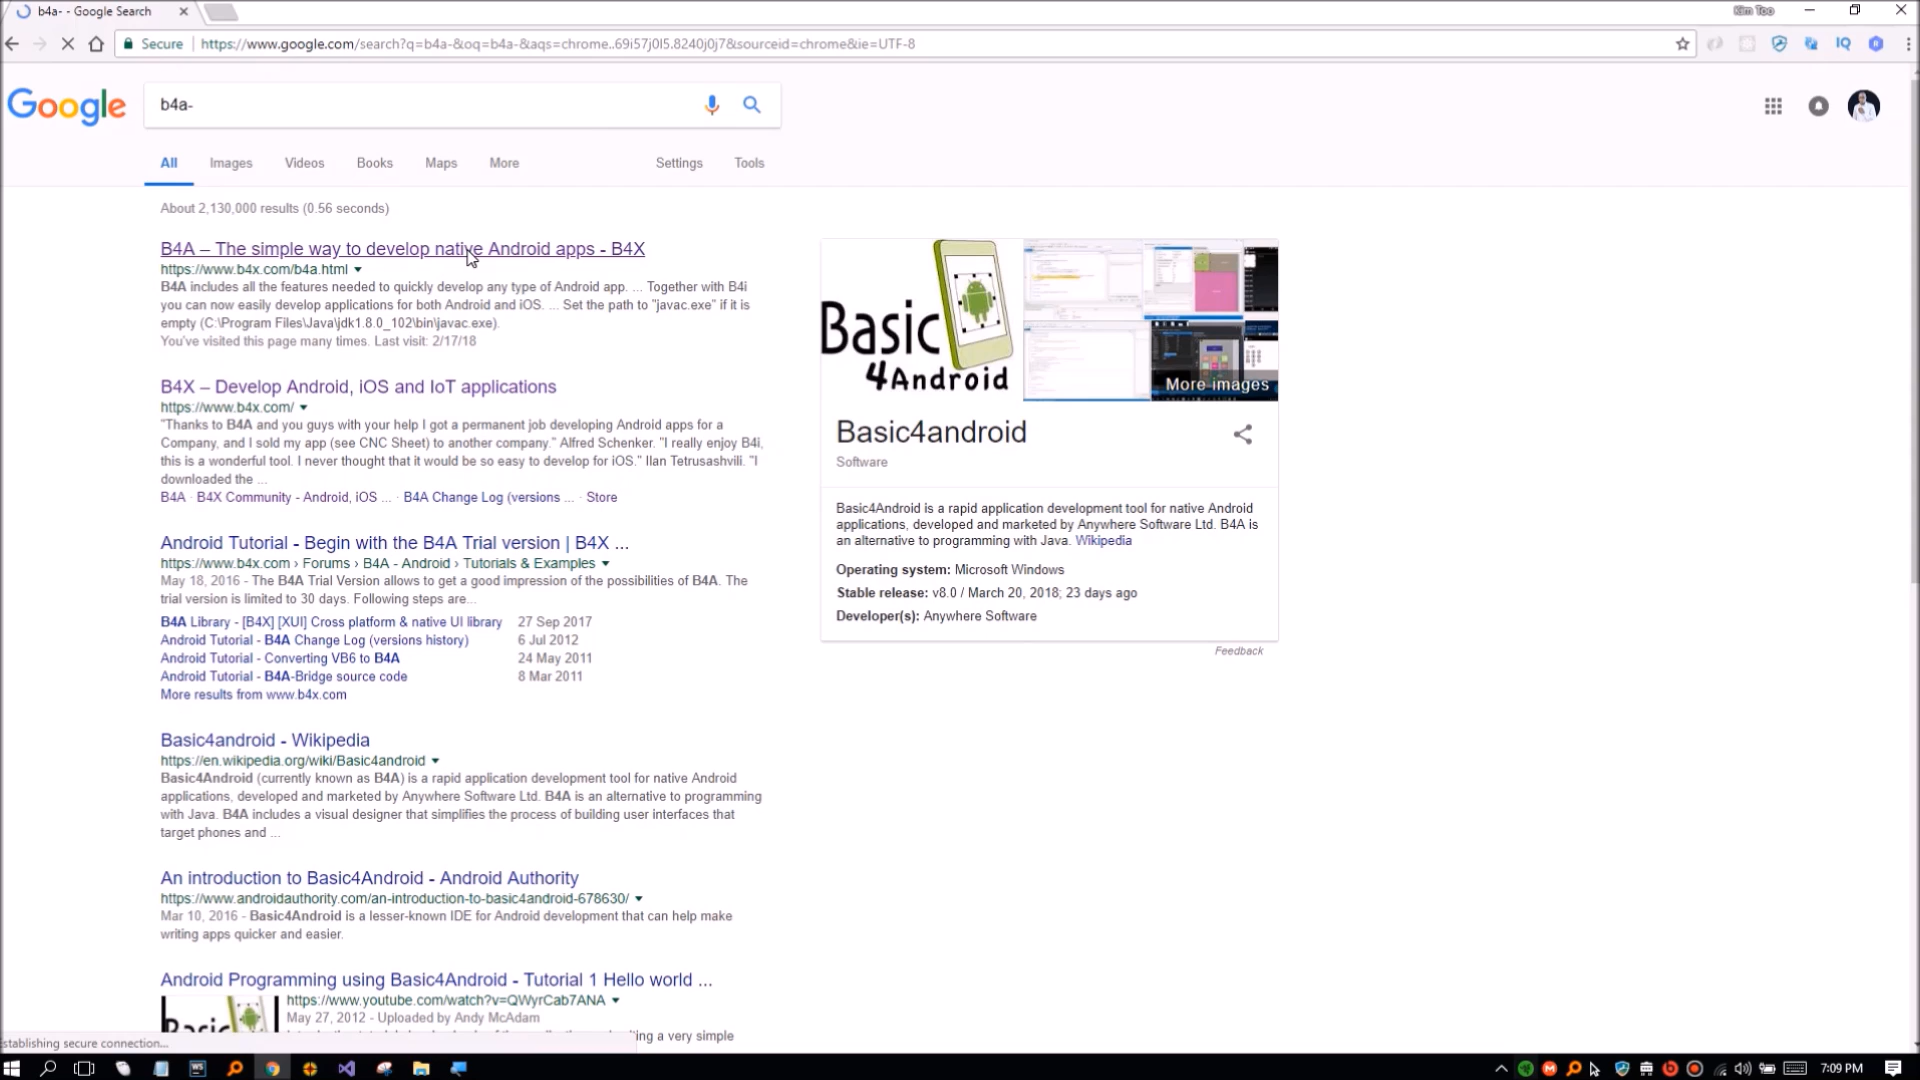 b4a- - Google Search
Kim Too
Secure
https://www.google.com/search?q=b4a-&oq=b4a-&aqs=chrome..69i57j0l5.8240j0j7&sourceid=chrome&ie=UTF-8
IQ
Google
b4a-
All Images Videos Books Maps More Settings Tools
About 2,130,000 results (0.56 seconds)
B4A – The simple way to develop native Android apps - B4X
https://www.b4x.com/b4a.html
B4A includes all the features needed to quickly develop any type of Android app. ... Together with B4i
you can now easily develop applications for both Android and iOS. ... Set the path to "javac.exe" if it is
empty (C:\Program Files\Java\jdk1.8.0_102\bin\javac.exe).
You've visited this page many times. Last visit: 2/17/18
B4X – Develop Android, iOS and IoT applications
https://www.b4x.com/
"Thanks to B4A and you guys with your help I got a permanent job developing Android apps for a
Company, and I sold my app (see CNC Sheet) to another company." Alfred Schenker. "I really enjoy B4i,
this is a wonderful tool. I never thought that it would be so easy to develop for iOS." Ilan Tetrusashvili. "I
downloaded the ...
B4A · B4X Community - Android, iOS ... · B4A Change Log (versions ... · Store
Android Tutorial - Begin with the B4A Trial version | B4X ...
https://www.b4x.com › Forums › B4A - Android › Tutorials & Examples
May 18, 2016 - The B4A Trial Version allows to get a good impression of the possibilities of B4A. The
trial version is limited to 30 days. Following steps are...
B4A Library - [B4X] [XUI] Cross platform & native UI library 27 Sep 2017
Android Tutorial - B4A Change Log (versions history) 6 Jul 2012
Android Tutorial - Converting VB6 to B4A 24 May 2011
Android Tutorial - B4A-Bridge source code 8 Mar 2011
More results from www.b4x.com
Basic4android - Wikipedia
https://en.wikipedia.org/wiki/Basic4android
Basic4Android (currently known as B4A) is a rapid application development tool for native Android
applications, developed and marketed by Anywhere Software Ltd. B4A is an alternative to programming
with Java. B4A includes a visual designer that simplifies the process of building user interfaces that
target phones and ...
An introduction to Basic4Android - Android Authority
https://www.androidauthority.com/an-introduction-to-basic4android-678630/
Mar 10, 2016 - Basic4Android is a lesser-known IDE for Android development that can help make
writing apps quicker and easier.
Android Programming using Basic4Android - Tutorial 1 Hello world ...
https://www.youtube.com/watch?v=QWyrCab7ANA
May 27, 2012 - Uploaded by Andy McAdam
ing a very simple
Basic
4Android
More images
Basic4android
Software
Basic4Android is a rapid application development tool for native Android
applications, developed and marketed by Anywhere Software Ltd. B4A is
an alternative to programming with Java. Wikipedia
Operating system: Microsoft Windows
Stable release: v8.0 / March 20, 2018; 23 days ago
Developer(s): Anywhere Software
Feedback
stablishing secure connection...
7:09 PM